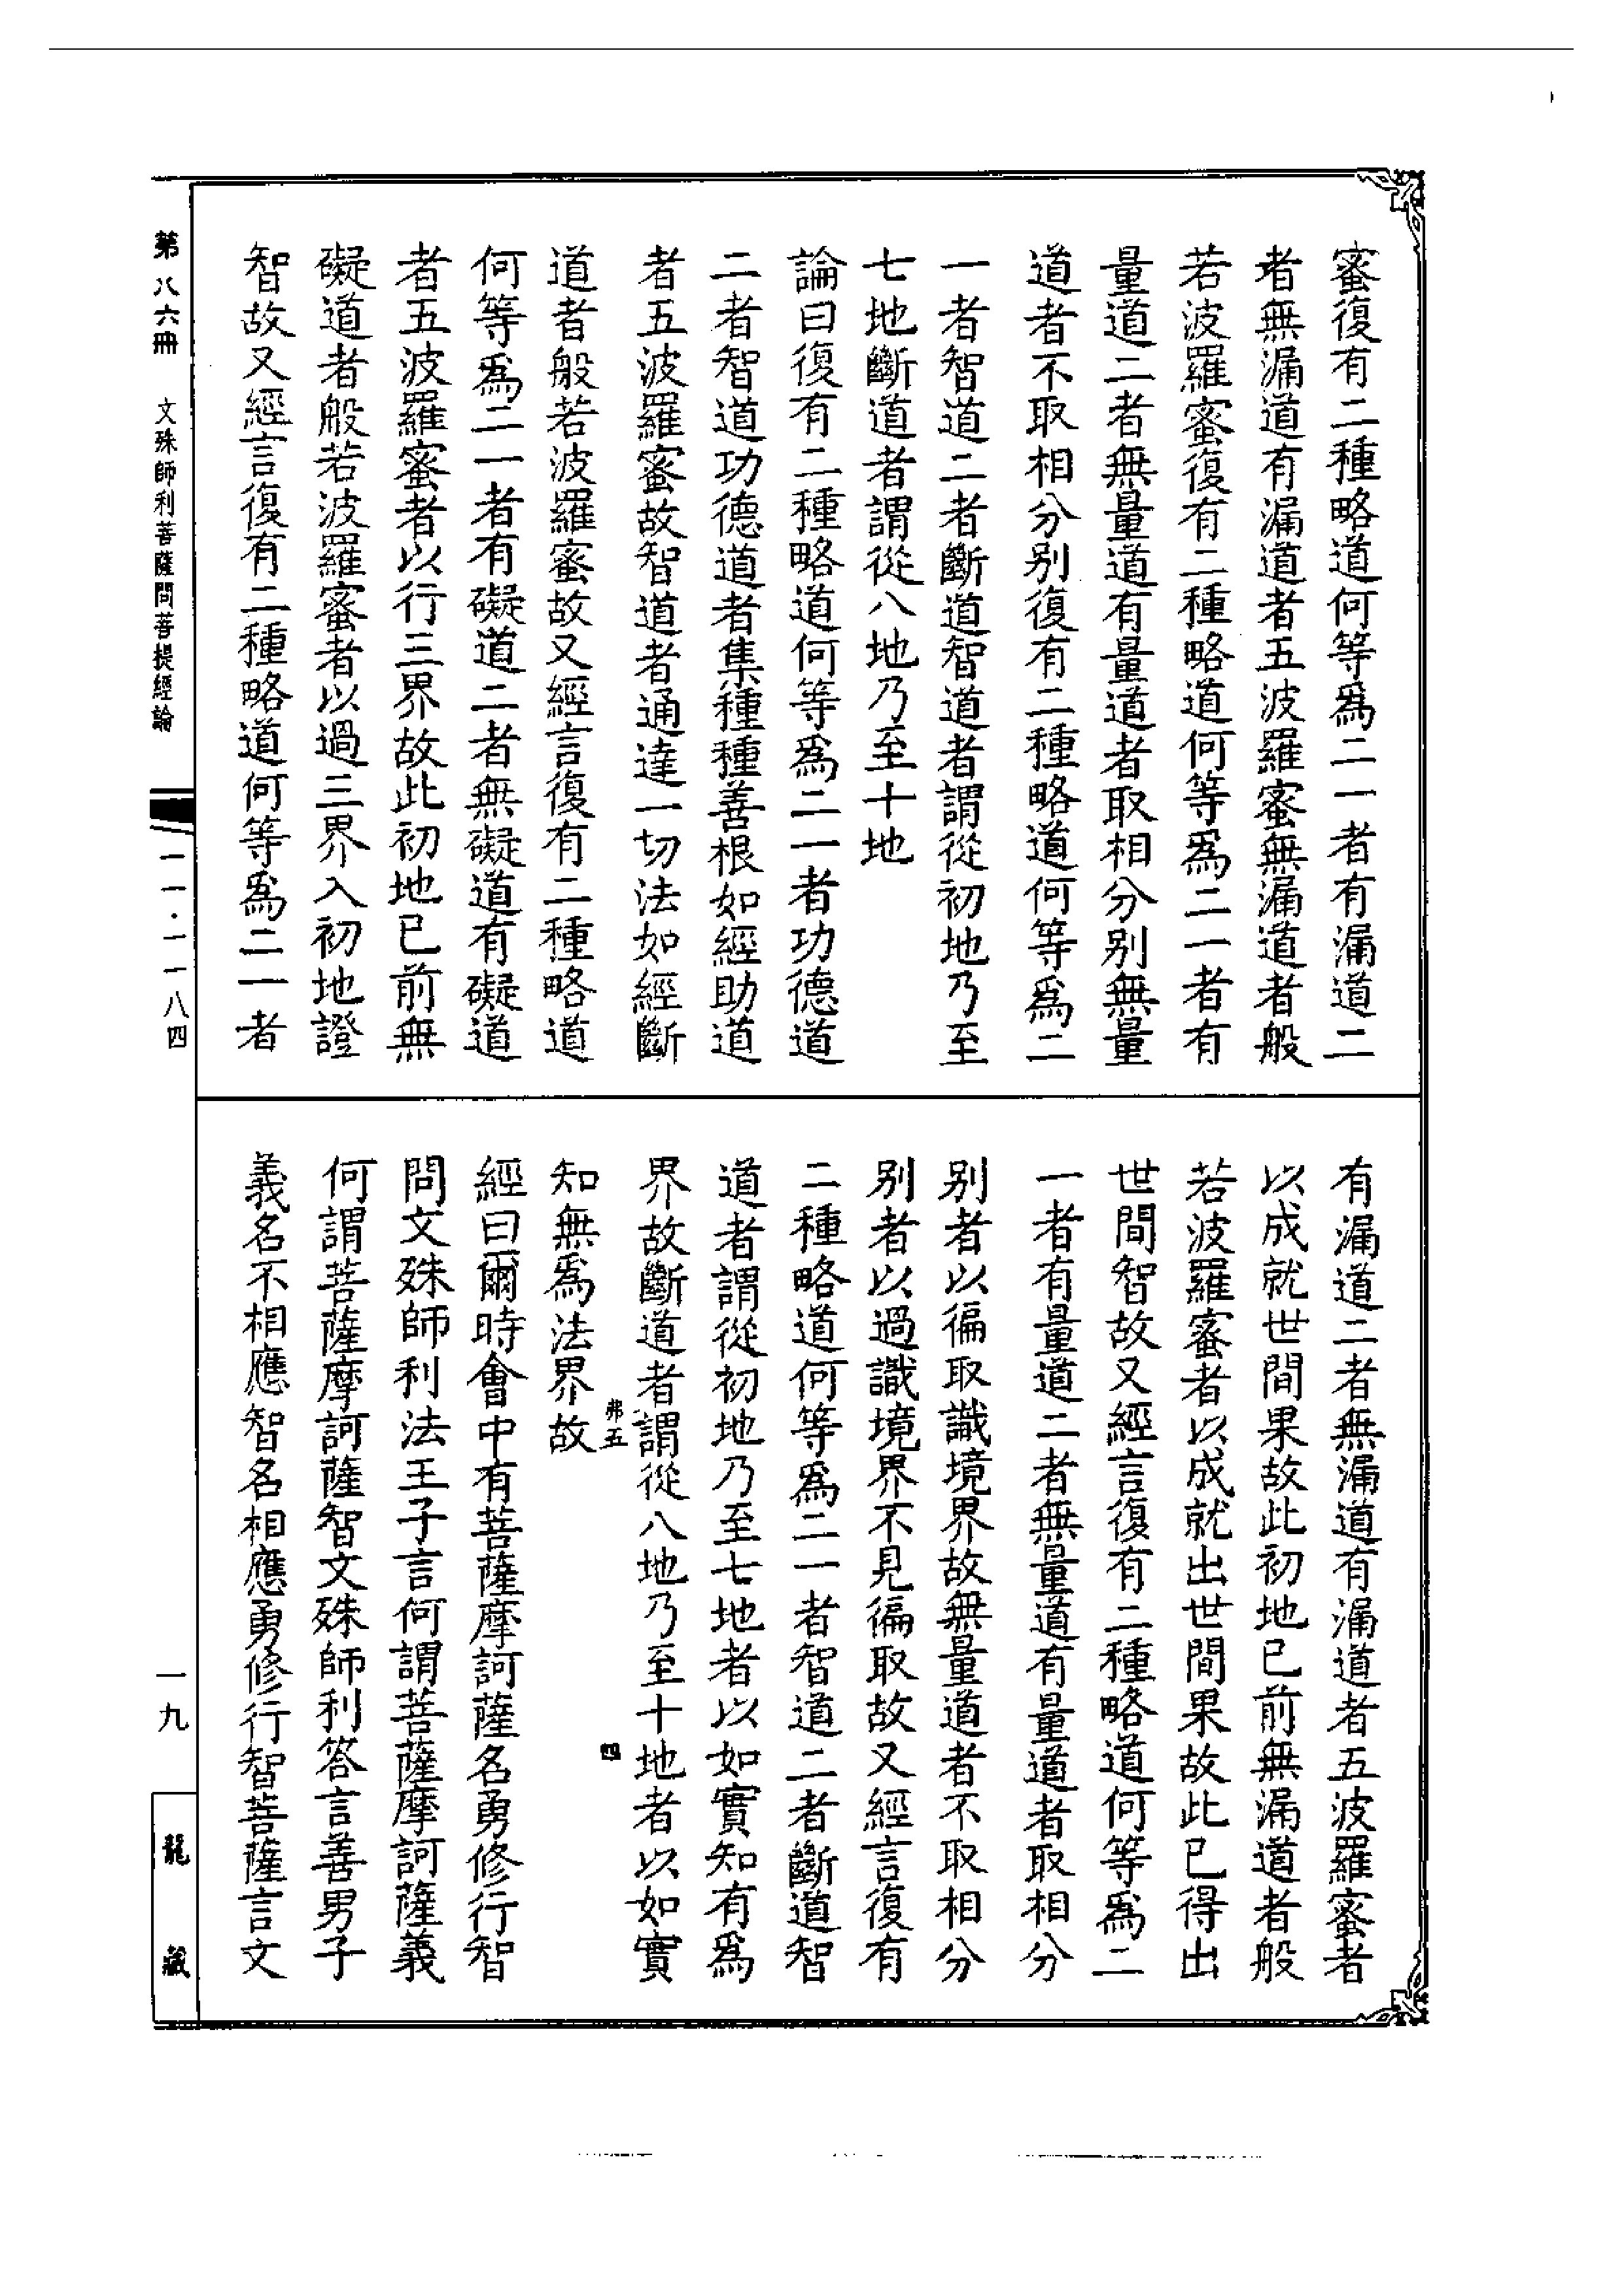 蜜復有二種略道何等爲二一者有漏道二
者無漏道有漏道者五波羅蜜無漏道者般
若波羅蜜復有二種略道何等爲二一者有
量道二者無量道有量道者取相分別無量
道者不取相分別復有二種略道何等爲二
一者智道二者斷道智道者謂從初地乃至
七地斷道者謂從八地乃至十地
論曰復有二種略道何等爲二一者功德道
二者智道功德道者集種種善根如經助道
者五波羅蜜故智道者通達一切法如經斷
道者般若波羅蜜故又經言復有二種略道
何等爲二一者有礙道二者無礙道有礙道
者五波羅蜜者以行三界故此初地已前無
礙道者般若波羅蜜者以過三界入初地證
智故又經言復有二種略道何等爲二一者
有漏道二者無漏道有漏道者五波羅蜜者
以成就世間果故此初地已前無漏道者般
若波羅蜜者以成就出世間果故此已得出
世間智故又經言復有二種略道何等爲二
一者有量道二者無量道有量道者取相分
別者以徧取識境界故無量道者不取相分
別者以過識境界不見徧取故又經言復有
二種略道何等爲二一者智道二者斷道智
道者謂從初地乃至七地者以如實知有爲
界故斷道者謂從八地乃至十地者以如實
弗五
四
知無爲法界故
經曰爾時會中有菩薩摩訶薩名勇修行智
問文殊師利法王子言何謂菩薩摩訶薩義
何謂菩薩摩訶薩智文殊師利答言善男子
義名不相應智名相應勇修行智菩薩言文
第八六冊 文殊師利菩薩問菩提經論
一一·一一八四
一九
龍藏